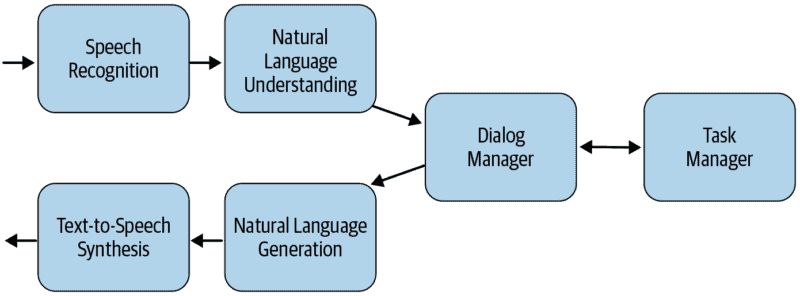 Speech
Recognition
Natural
Language
Understanding
Dialog
Manager
Task
Manager
Text-to-Speech
Synthesis
Natural Language
Generation